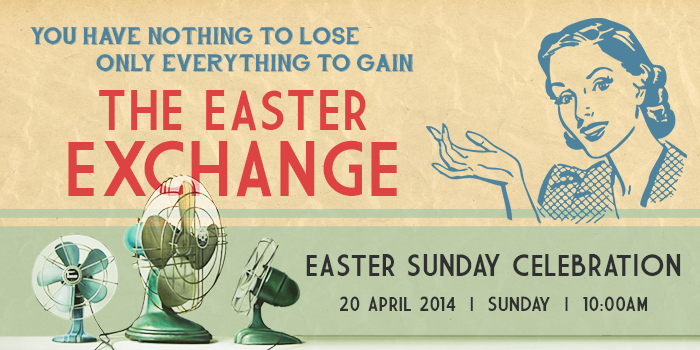 YOU HAVE NOTHING TO LOSE
ONLY EVERYTHING TO GAIN
THE EASTER
EXCHANGE
EASTER SUNDAY CELEBRATION
20 APRIL 2014 | SUNDAY | 10:00AM